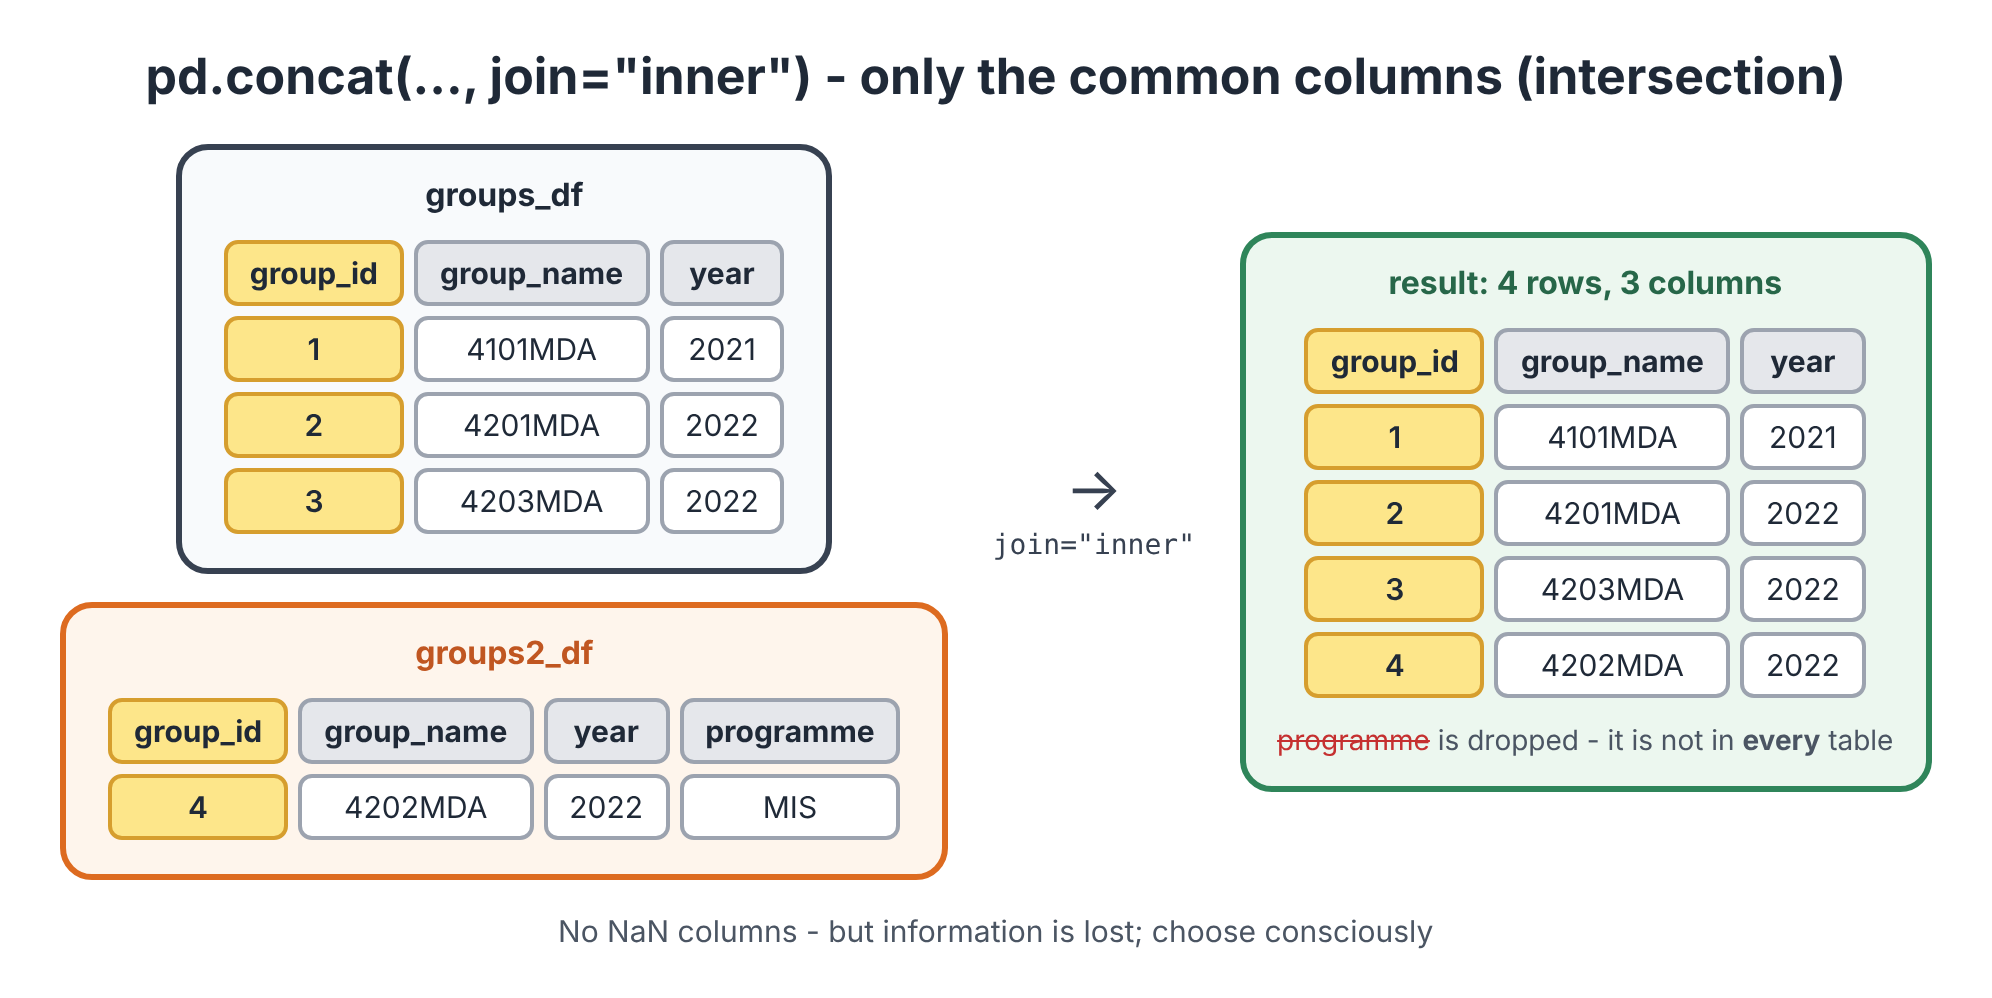 pd.concat(..., join="inner") - only the common columns (intersection)
groups_df
group_id group_name year
1 4101MDA 2021
2 4201MDA 2022
3 4203MDA 2022
groups2_df
group_id group_name year programme
4 4202MDA 2022 MIS
→
join="inner"
result: 4 rows, 3 columns
group_id group_name year
1 4101MDA 2021
2 4201MDA 2022
3 4203MDA 2022
4 4202MDA 2022
programme is dropped - it is not in every table
No NaN columns - but information is lost; choose consciously